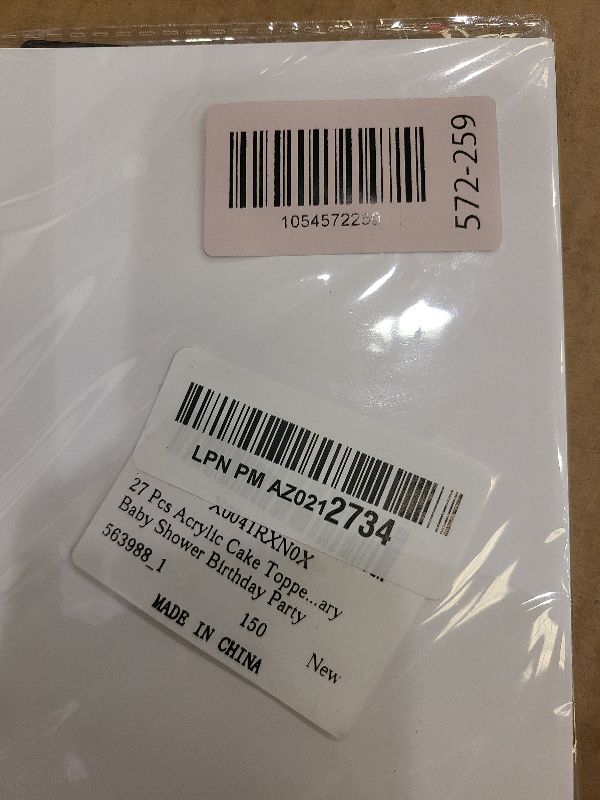 1054572259
572-259
LPN PM AZ0212734
X0041RXN0X
27 Pcs Acrylic Cake Toppe...ary
Baby Shower Birthday Party
563988_1
150
New
MADE IN CHINA